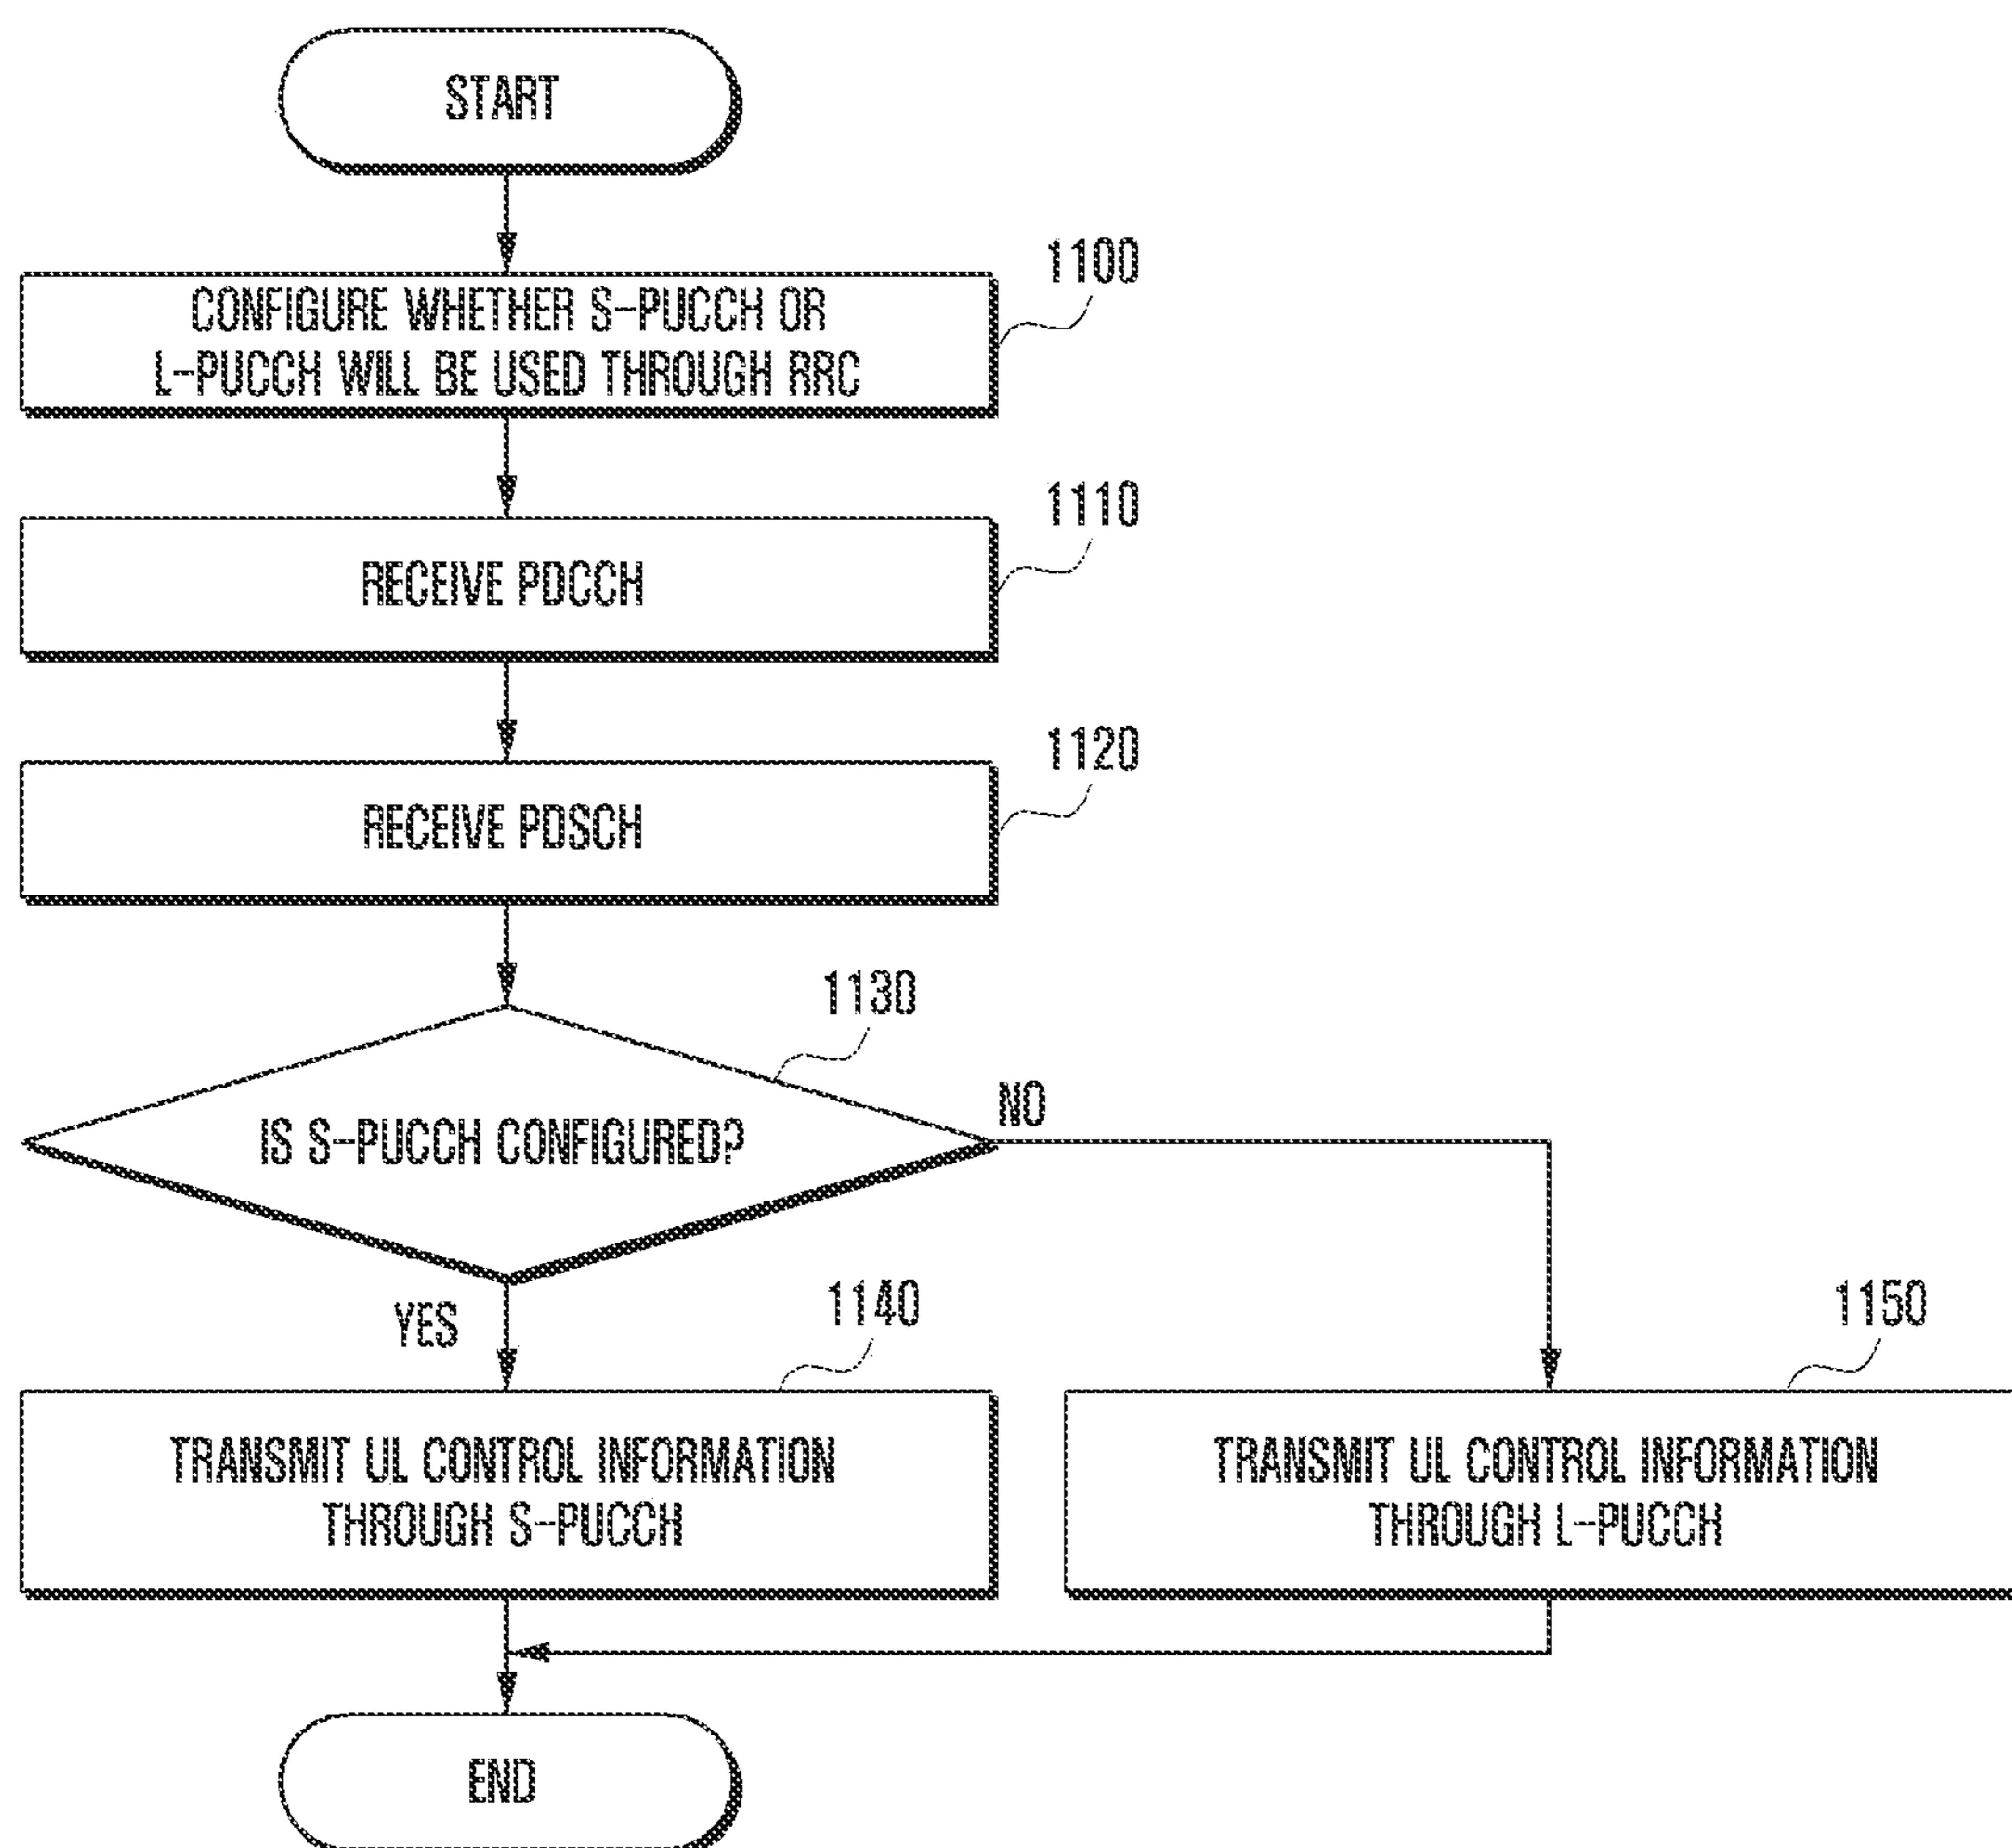 START
1100
CONFIGURE WHETHER S-PUCCH OR
L-PUCCH WILL BE USED THROUGH RRC
1110
RECEIVE PDCCH
1120
RECEIVE PDSCH
1130
IS S-PUCCH CONFIGURED?
NO
YES
1140
TRANSMIT UL CONTROL INFORMATION
THROUGH S-PUCCH
1150
TRANSMIT UL CONTROL INFORMATION
THROUGH L-PUCCH
END